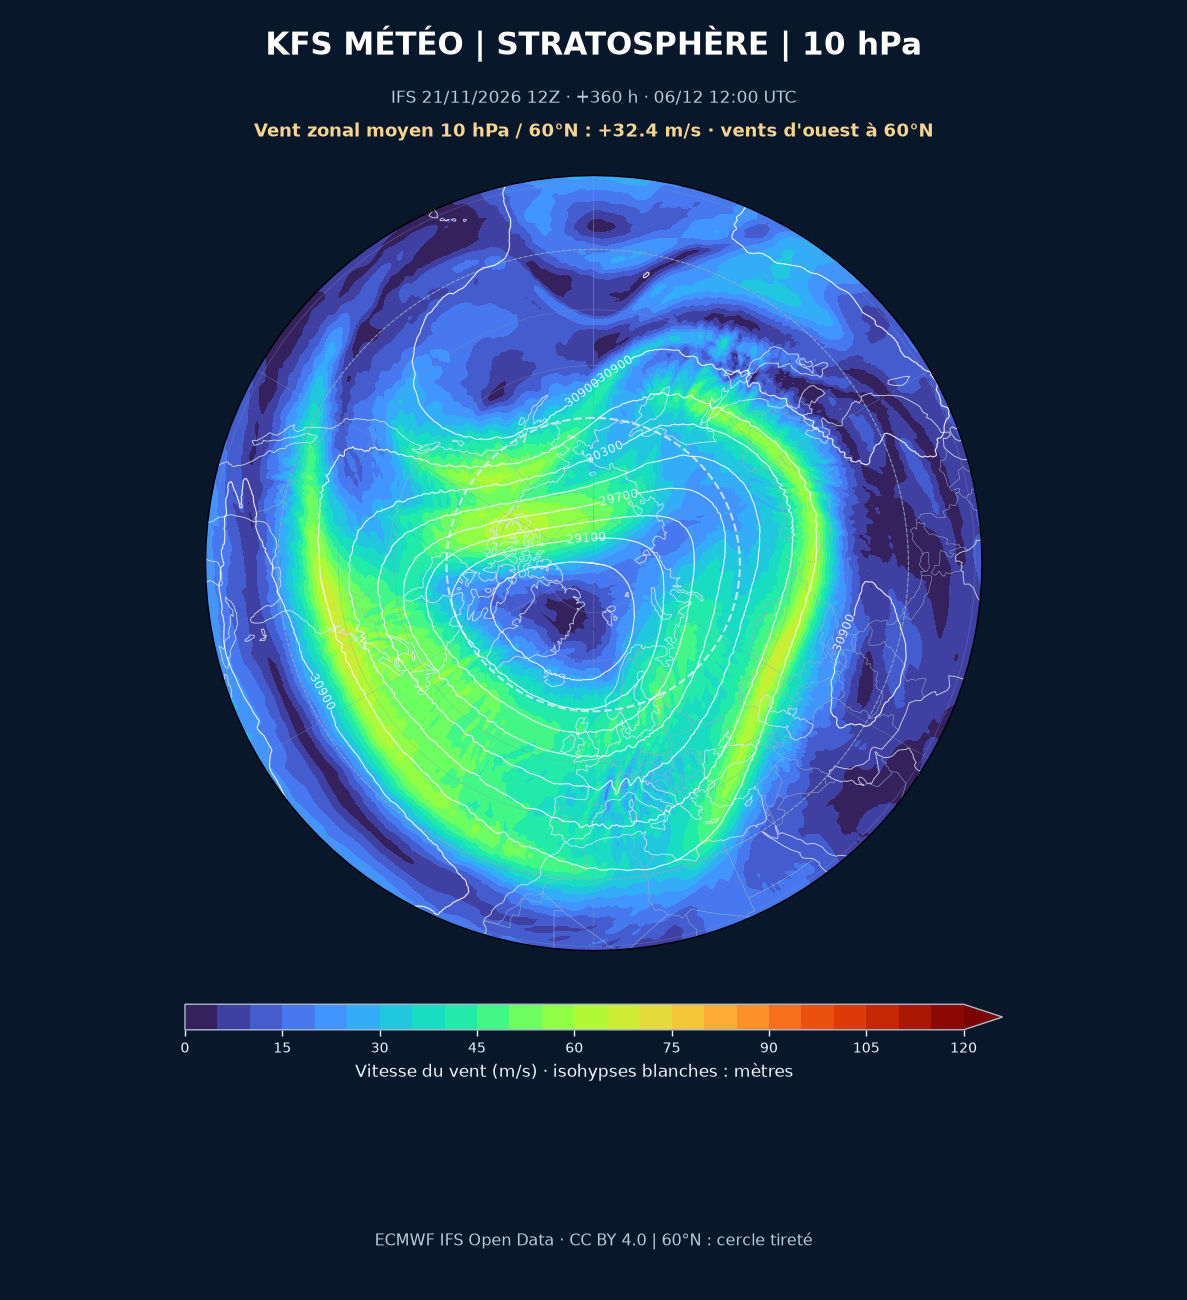 KFS MÉTÉO | STRATOSPHÈRE | 10 hPa
IFS 21/11/2026 12Z · +360 h · 06/12 12:00 UTC
Vent zonal moyen 10 hPa / 60°N : +32.4 m/s · vents d'ouest à 60°N
30900
30900
30300
29700
29100
30900
30900
0 15 30 45 60 75 90 105 120
Vitesse du vent (m/s) · isohypses blanches : mètres
ECMWF IFS Open Data · CC BY 4.0 | 60°N : cercle tireté